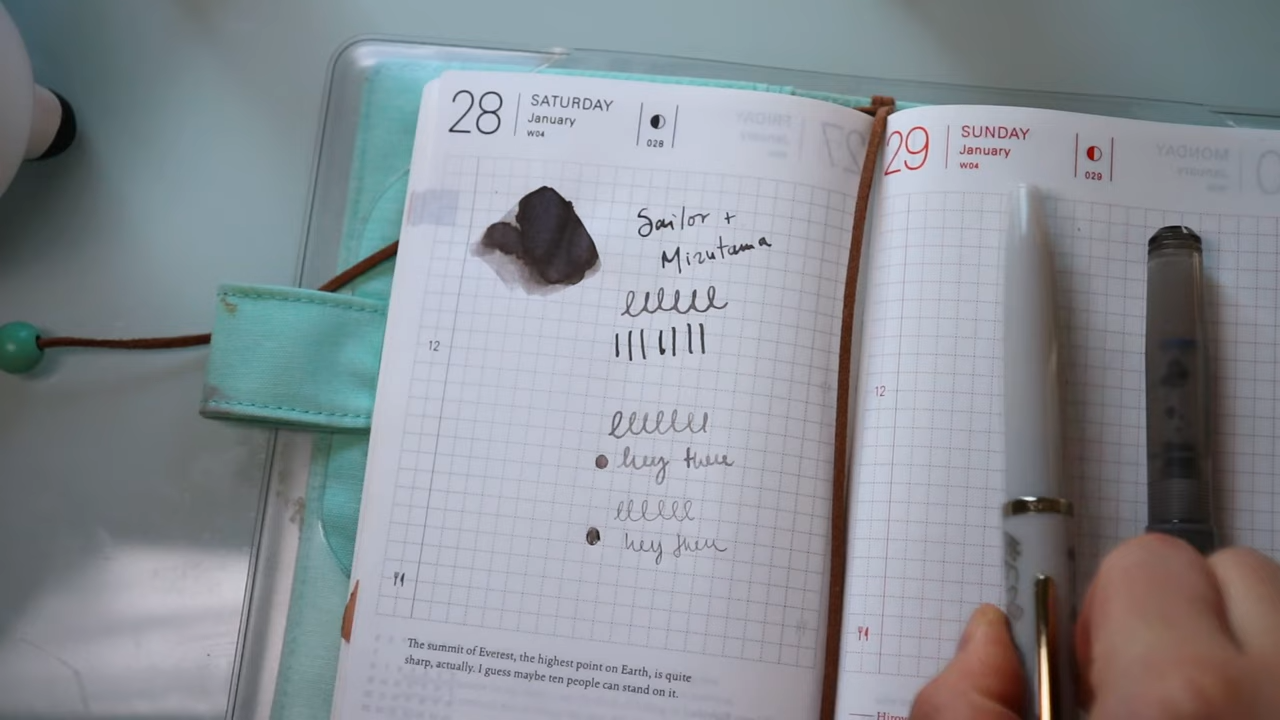 28
SATURDAY
January
W04
028
Sailor +
Mizutama
12
hey there
hey there
The summit of Everest, the highest point on Earth, is quite
sharp, actually. I guess maybe ten people can stand on it.
29
SUNDAY
January
W04
029
12